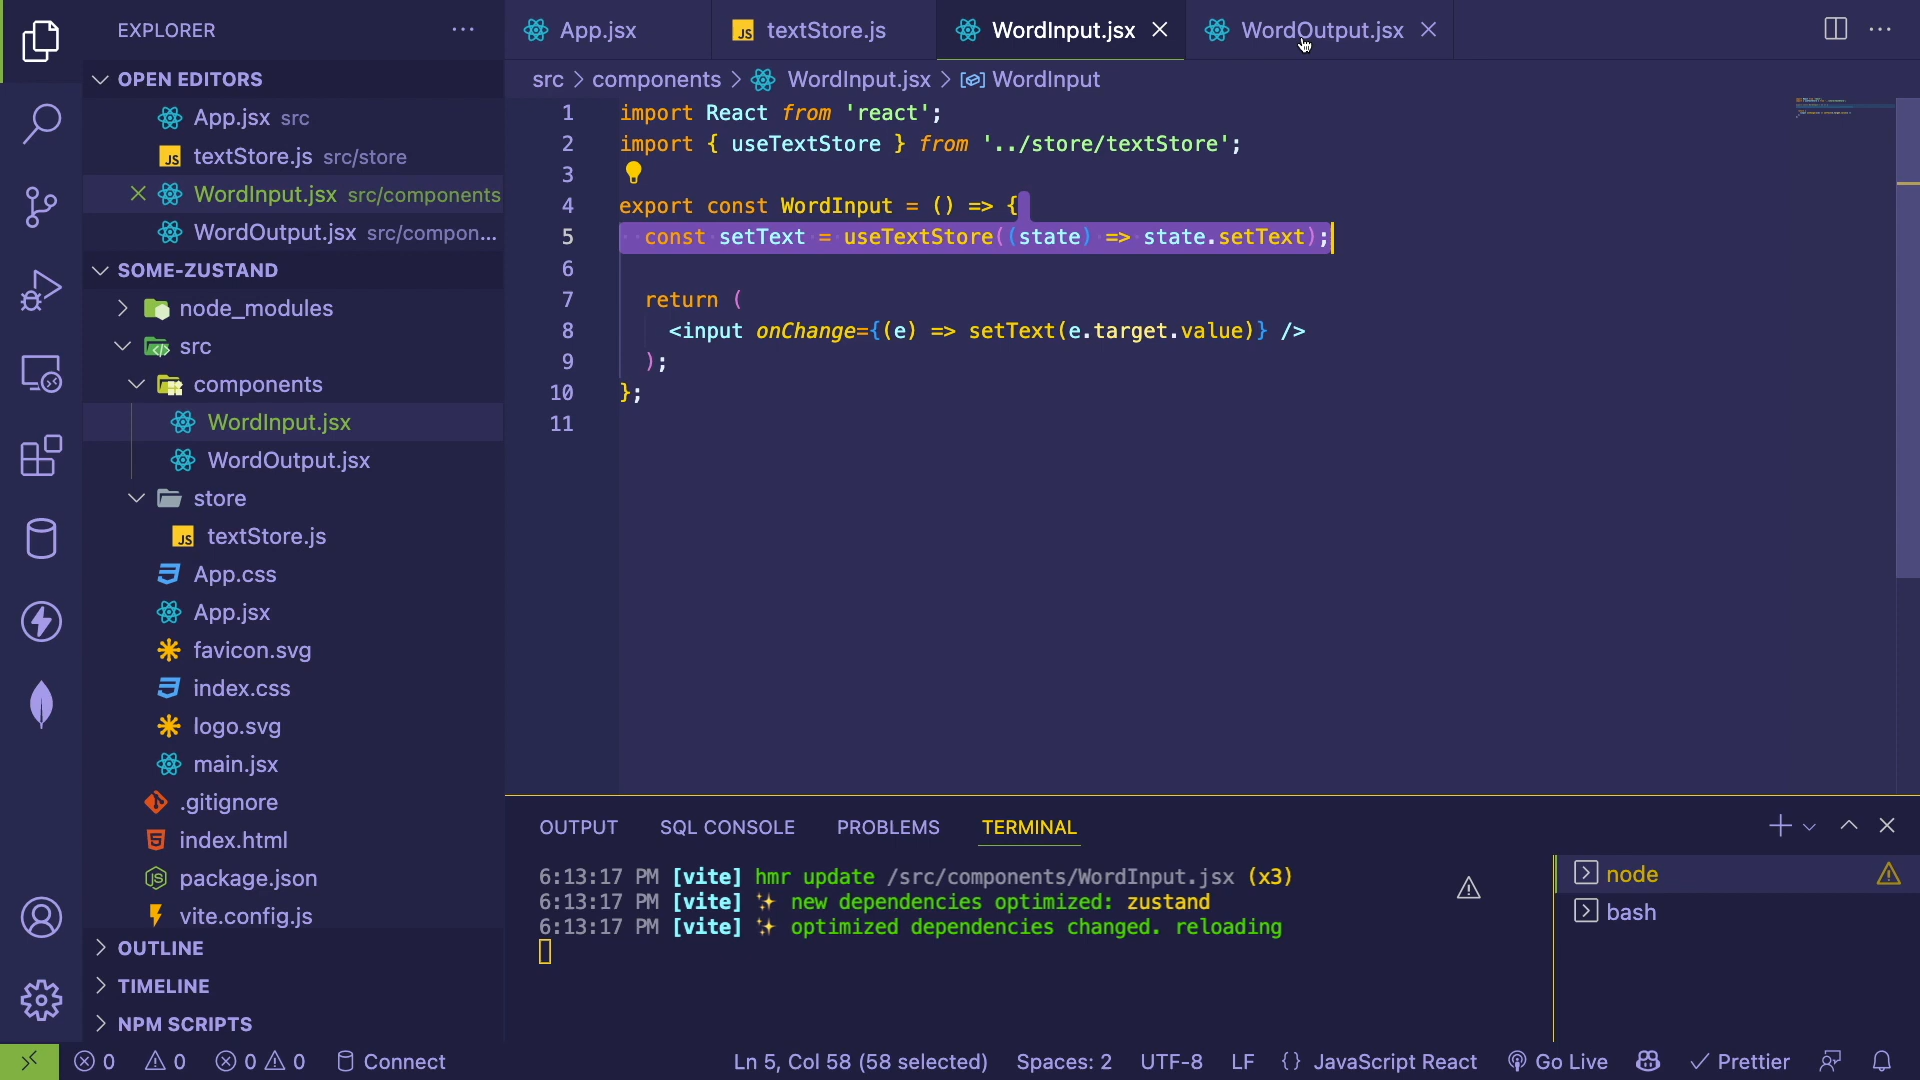 EXPLORER
App.jsx
textStore.js
WordInput.jsx
WordOutput.jsx
OPEN EDITORS
App.jsx src
textStore.js src/store
WordInput.jsx src/components
WordOutput.jsx src/compon...
SOME-ZUSTAND
node_modules
src
components
WordInput.jsx
WordOutput.jsx
store
textStore.js
App.css
App.jsx
favicon.svg
index.css
logo.svg
main.jsx
.gitignore
index.html
package.json
vite.config.js
OUTLINE
TIMELINE
NPM SCRIPTS
src > components > WordInput.jsx > WordInput
1 import React from 'react';
2 import { useTextStore } from '../store/textStore';
3
4 export const WordInput = () => {
5 const setText = useTextStore((state) => state.setText);
6
7 return (
8 <input onChange={(e) => setText(e.target.value)} />
9 );
10 };
11
OUTPUT SQL CONSOLE PROBLEMS TERMINAL
6:13:17 PM [vite] hmr update /src/components/WordInput.jsx (x3)
6:13:17 PM [vite] ✨ new dependencies optimized: zustand
6:13:17 PM [vite] ✨ optimized dependencies changed. reloading
node
bash
0 0 0 0 Connect
Ln 5, Col 58 (58 selected) Spaces: 2 UTF-8 LF {} JavaScript React Go Live Prettier